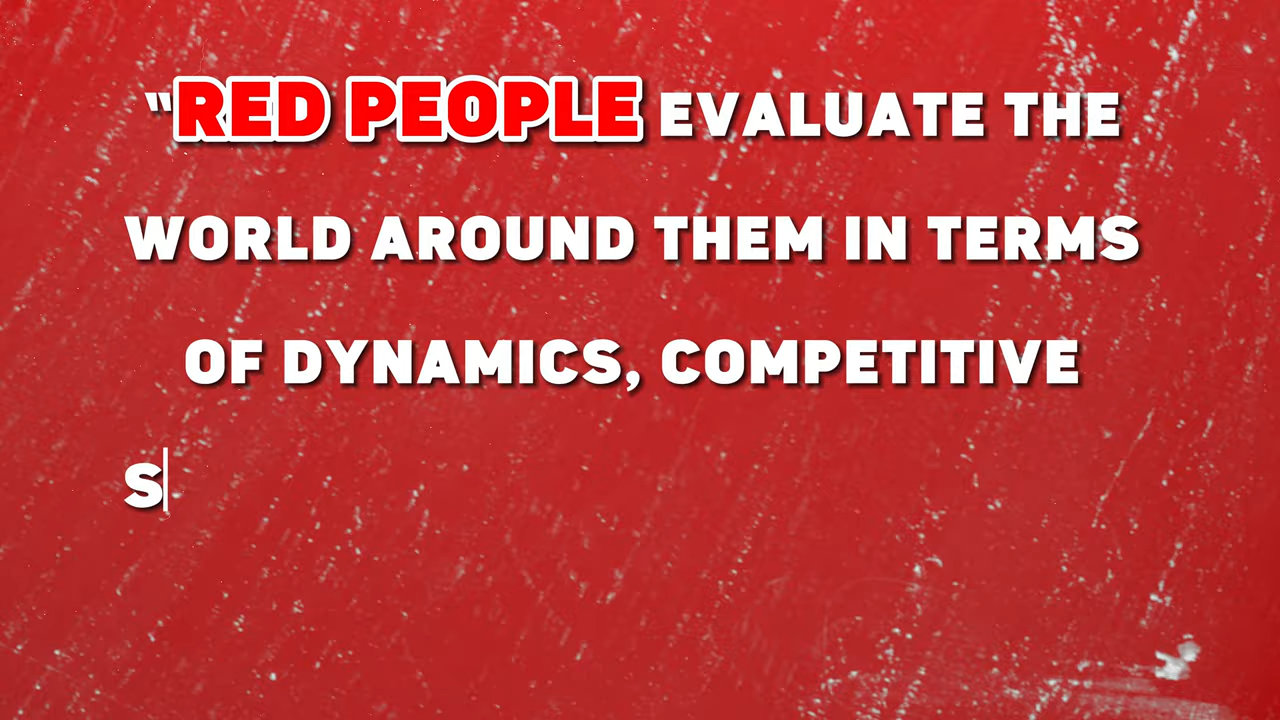 “RED PEOPLE EVALUATE THE
WORLD AROUND THEM IN TERMS
OF DYNAMICS, COMPETITIVE
S